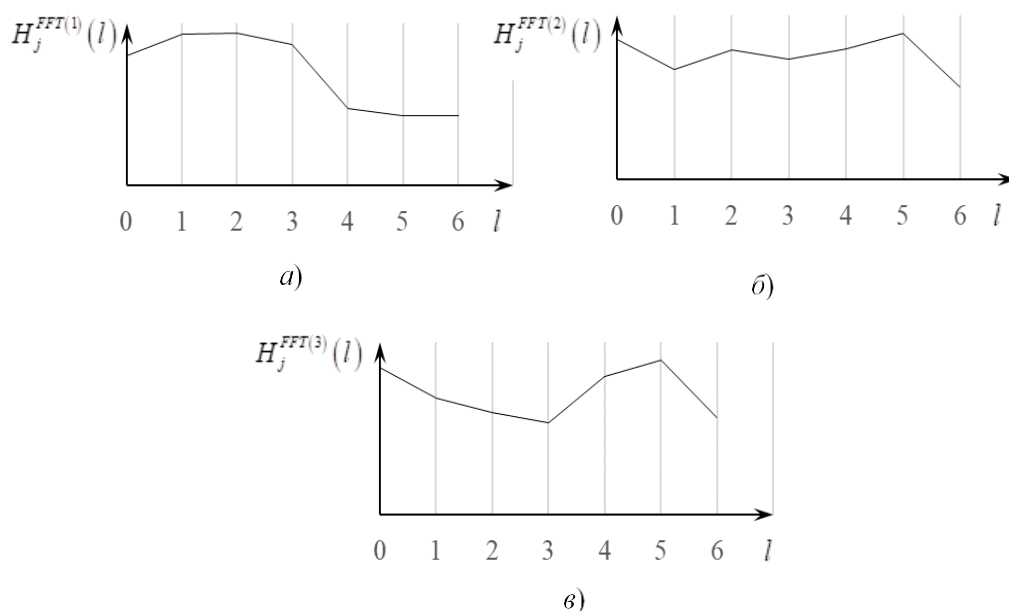 H_j^{FFT(1)}(l)
0 1 2 3 4 5 6 l
а)
H_j^{FFT(2)}(l)
0 1 2 3 4 5 6 l
б)
H_j^{FFT(3)}(l)
0 1 2 3 4 5 6 l
в)